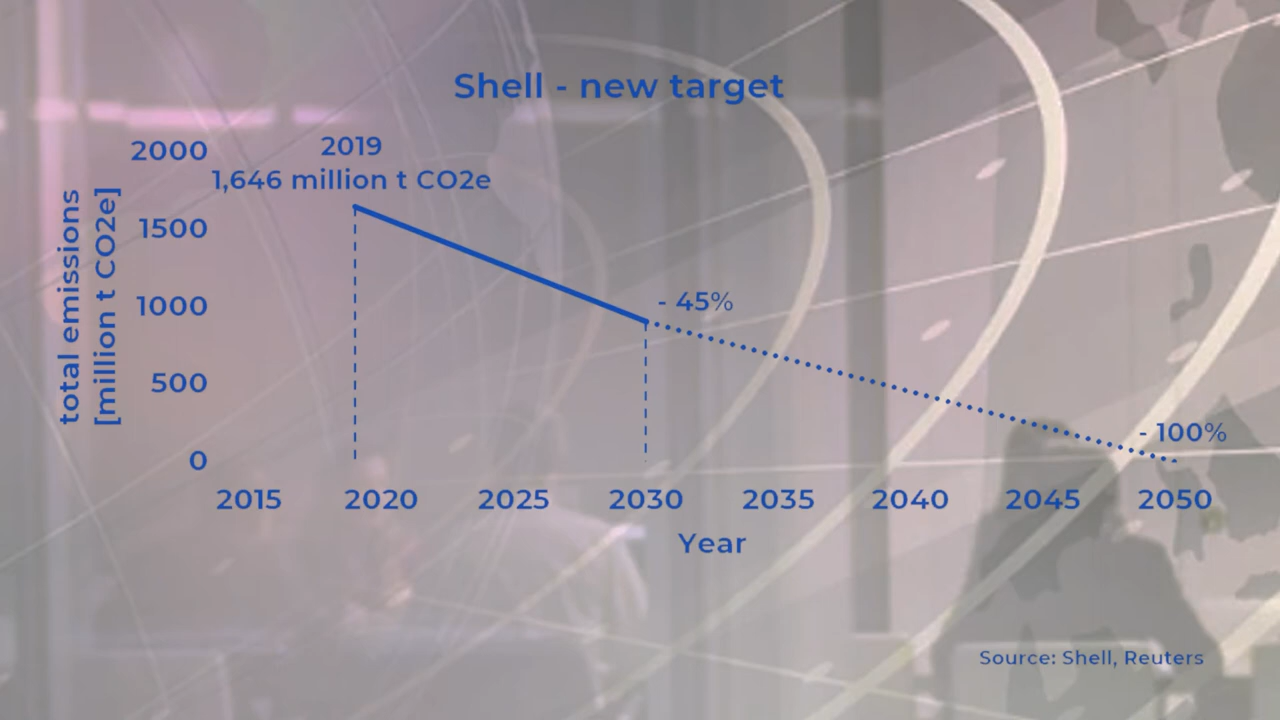 Shell - new target
2019
1,646 million t CO2e
2000
1500
1000
500
0
total emissions
[million t CO2e]
- 45%
- 100%
2015 2020 2025 2030 2035 2040 2045 2050
Year
Source: Shell, Reuters